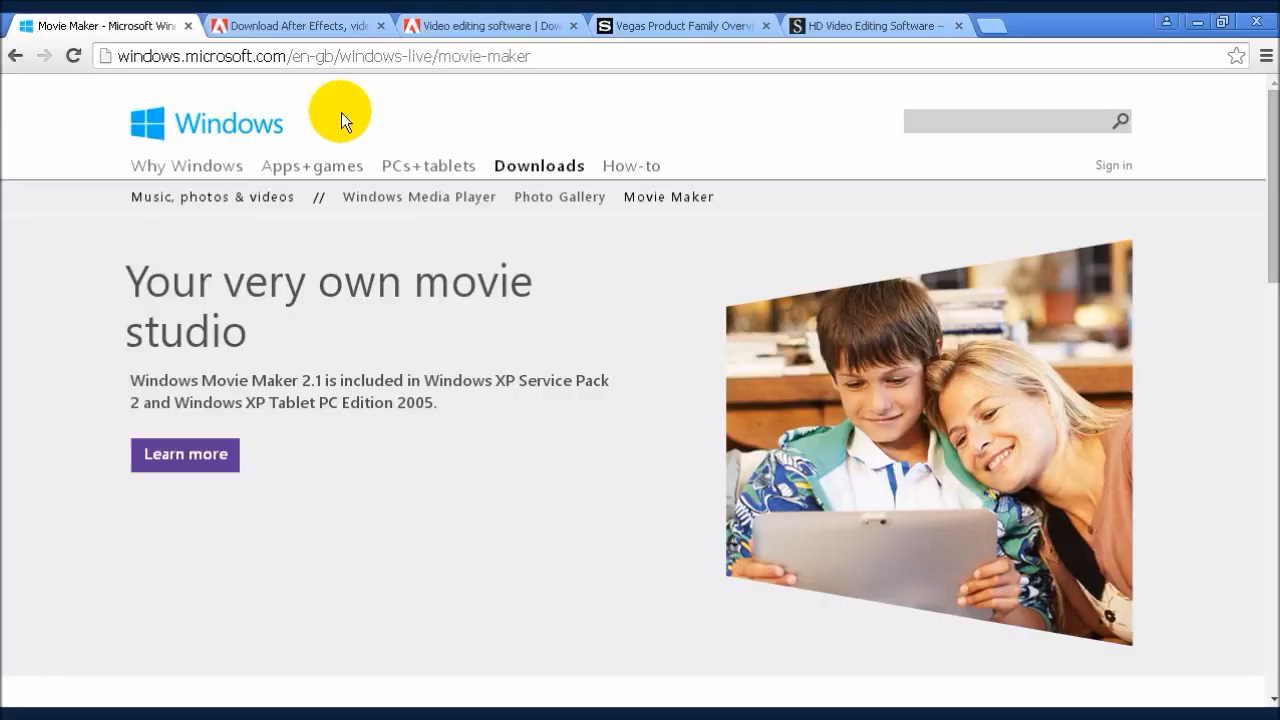 Movie Maker - Microsoft Win
Download After Effects, vid
Video editing software | Dow
Vegas Product Family Overv
HD Video Editing Software –
windows.microsoft.com/en-gb/windows-live/movie-maker
Windows
Why Windows Apps+games PCs+tablets Downloads How-to Sign in
Music, photos & videos // Windows Media Player Photo Gallery Movie Maker
Your very own movie
studio
Windows Movie Maker 2.1 is included in Windows XP Service Pack
2 and Windows XP Tablet PC Edition 2005.
Learn more